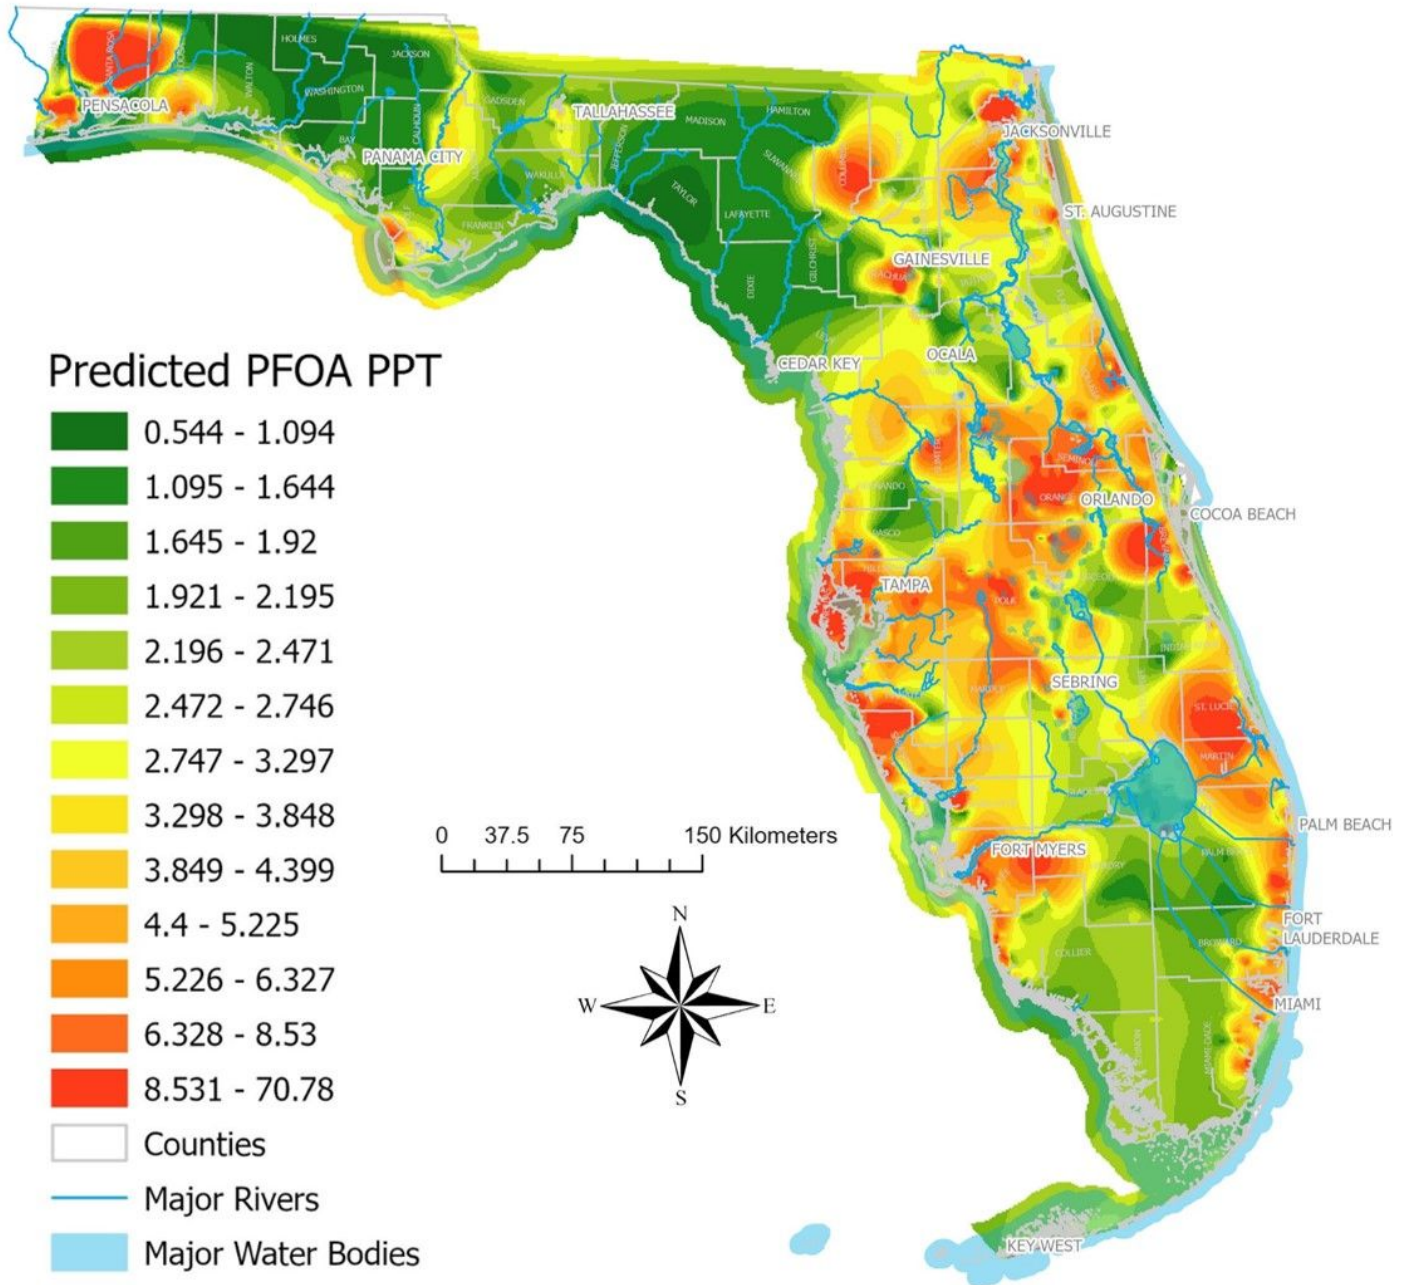 HOLMES
JACKSON
SANTA ROSA
WALTON
WASHINGTON
PENSACOLA
GADSDEN
TALLAHASSEE
HAMILTON
CALHOUN
MADISON
JEFFERSON
JACKSONVILLE
BAY
PANAMA CITY
SUWANNEE
COLUMBIA
WAKULLA
TAYLOR
LAFAYETTE
ST. AUGUSTINE
FRANKLIN
GILCHRIST
GAINESVILLE
DIXIE
Predicted PFOA PPT
CEDAR KEY
OCALA
0.544 - 1.094
1.095 - 1.644
1.645 - 1.92
1.921 - 2.195
2.196 - 2.471
2.472 - 2.746
2.747 - 3.297
3.298 - 3.848
3.849 - 4.399
4.4 - 5.225
5.226 - 6.327
6.328 - 8.53
8.531 - 70.78
Counties
Major Rivers
Major Water Bodies
SUMTER
ORANGE
ORLANDO
COCOA BEACH
PASCO
TAMPA
POLK
SEBRING
ST. LUCIE
MARTIN
0 37.5 75 150 Kilometers
PALM BEACH
FORT MYERS
FORT
LAUDERDALE
BROWARD
COLLIER
N
W
E
S
MIAMI
MIAMI-DADE
KEY WEST